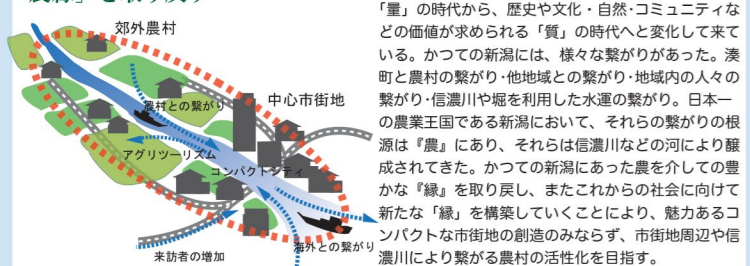 郊外農村
農村との繋がり
中心市街地
アグリツーリズム
コンパクトシティ
海外との繋がり
来訪者の増加
「量」の時代から、歴史や文化・自然・コミュニティな
どの価値が求められる「質」の時代へと変化して来て
いる。かつての新潟には、様々な繋がりがあった。湊
町と農村の繋がり・他地域との繋がり・地域内の人々の
繋がり・信濃川や堀を利用した水運の繋がり。日本一
の農業王国である新潟において、それらの繋がりの根
源は『農』にあり、それらは信濃川などの河により醸
成されてきた。かつての新潟にあった農を介しての豊
かな『縁』を取り戻し、またこれからの社会に向けて
新たな「縁」を構築していくことにより、魅力あるコ
ンパクトな市街地の創造のみならず、市街地周辺や信
濃川により繋がる農村の活性化を目指す。